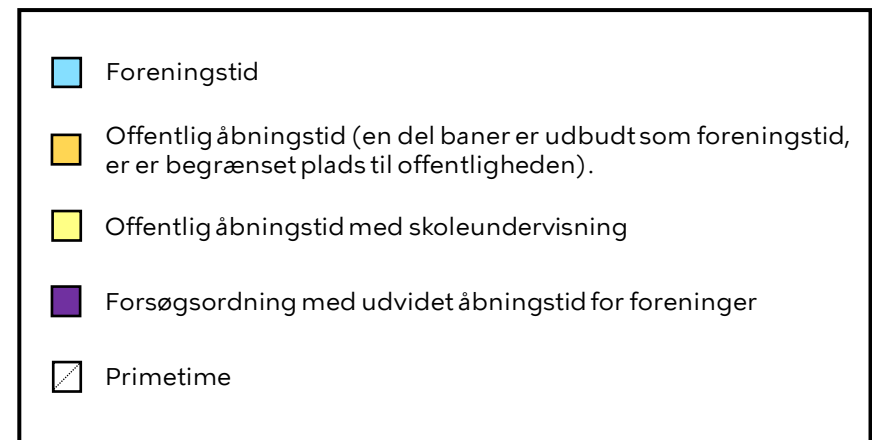 Foreningstid
Offentlig åbningstid (en del baner er udbudt som foreningstid,
er er begrænset plads til offentligheden).
Offentlig åbningstid med skoleundervisning
Forsøgsordning med udvidet åbningstid for foreninger
Primetime